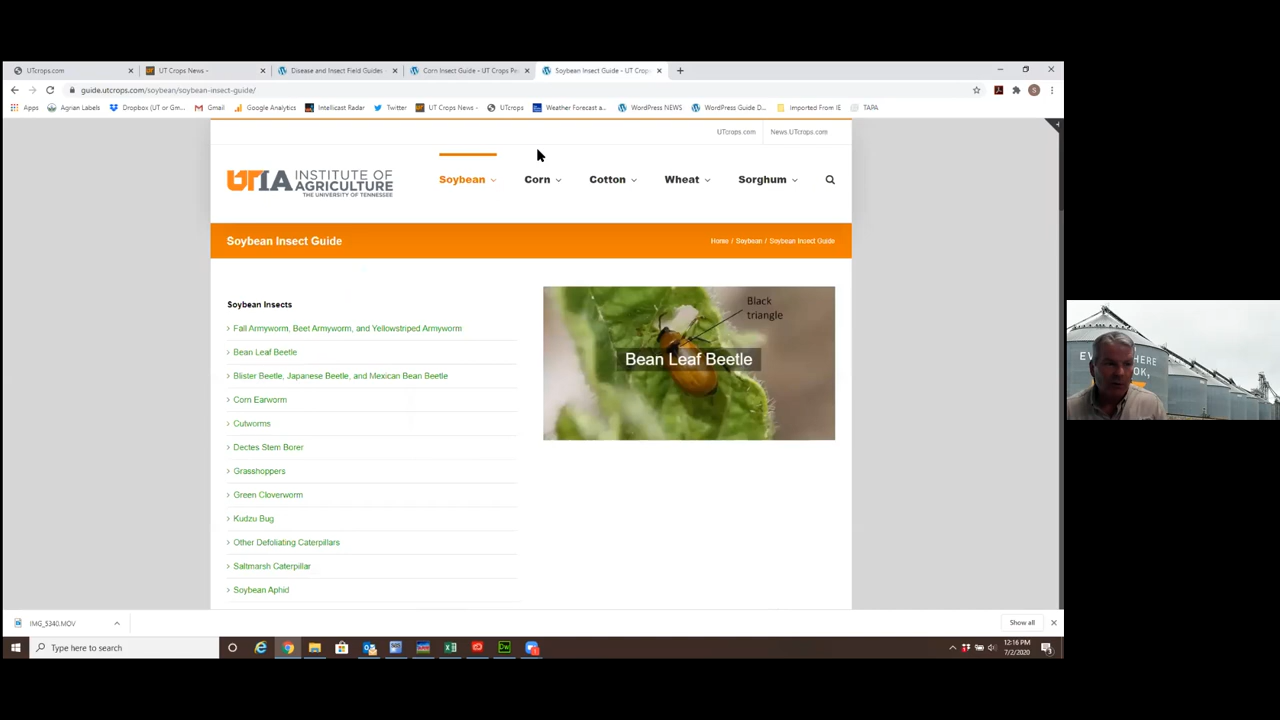 UTcrops.com
UT Crops News -
Disease and Insect Field Guides -
Corn Insect Guide - UT Crops Pr
Soybean Insect Guide - UT Crops
guide.utcrops.com/soybean/soybean-insect-guide/
Apps
Agrian Labels
Dropbox (UT or Gm...
Gmail
Google Analytics
Intellicast Radar
Twitter
UT Crops News -
UTcrops
Weather Forecast a...
WordPress NEWS
WordPress Guide D...
Imported From IE
TAPA
UTcrops.com
News.UTcrops.com
UTIA INSTITUTE OF
AGRICULTURE
THE UNIVERSITY OF TENNESSEE
Soybean
Corn
Cotton
Wheat
Sorghum
Soybean Insect Guide
Home / Soybean / Soybean Insect Guide
Soybean Insects
Fall Armyworm, Beet Armyworm, and Yellowstriped Armyworm
Bean Leaf Beetle
Blister Beetle, Japanese Beetle, and Mexican Bean Beetle
Corn Earworm
Cutworms
Dectes Stem Borer
Grasshoppers
Green Cloverworm
Kudzu Bug
Other Defoliating Caterpillars
Saltmarsh Caterpillar
Soybean Aphid
Black
triangle
Bean Leaf Beetle
IMG_5340.MOV
Show all
Type here to search
12:16 PM
7/2/2020